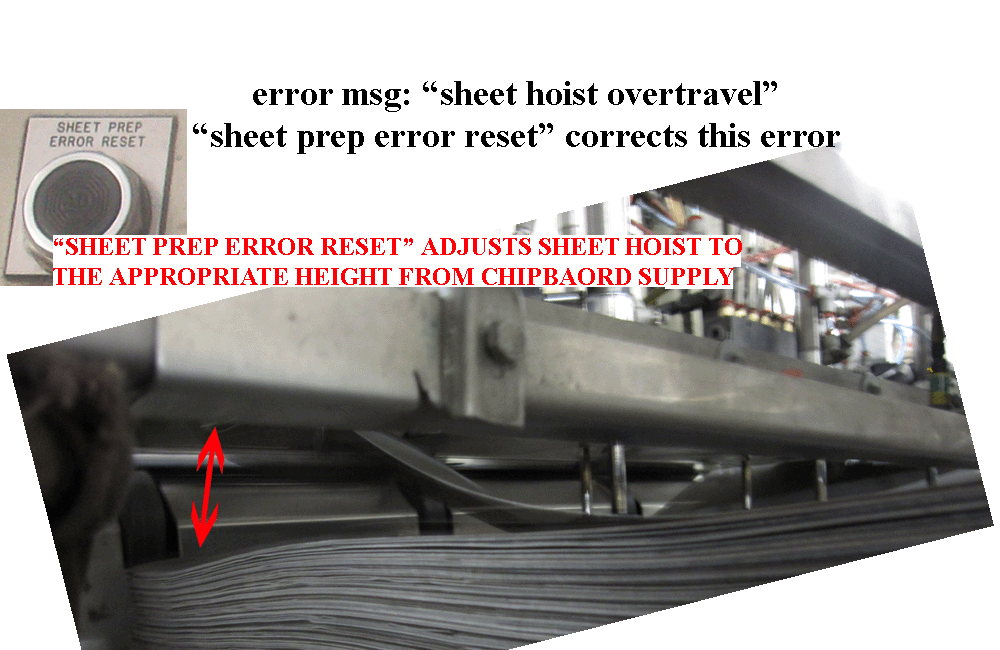 error msg: “sheet hoist overtravel”
“sheet prep error reset” corrects this error
SHEET PREP
ERROR RESET
“SHEET PREP ERROR RESET” ADJUSTS SHEET HOIST TO
THE APPROPRIATE HEIGHT FROM CHIPBAORD SUPPLY